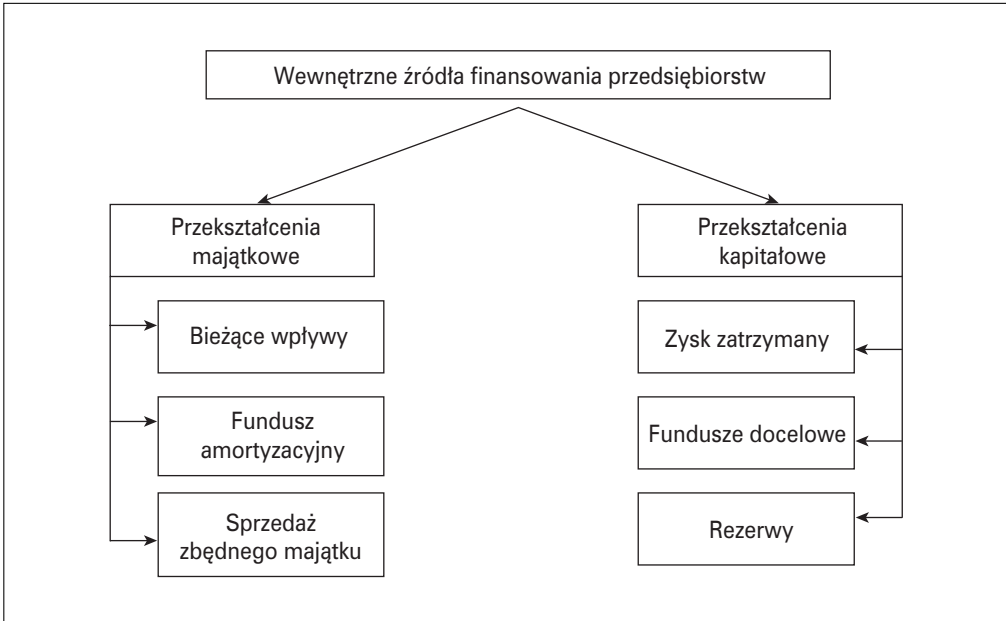 Wewnętrzne źródła finansowania przedsiębiorstw
Przekształcenia
majątkowe
Bieżące wpływy
Fundusz
amortyzacyjny
Sprzedaż
zbędnego majątku
Przekształcenia
kapitałowe
Zysk zatrzymany
Fundusze docelowe
Rezerwy